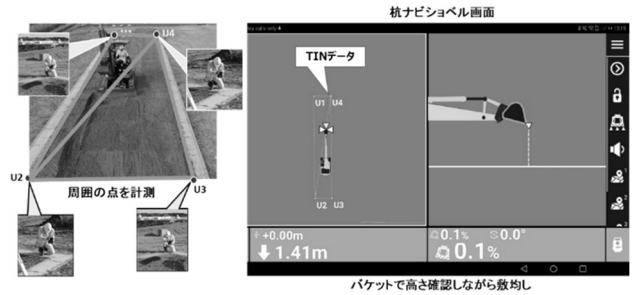 杭ナビショベル画面
U4
U2
U3
周囲の点を計測
TINデータ
U1 U4
U2 U3
+0.00m
1.41m
0.1% 0.0°
0.1%
バケットで高さ確認しながら敷均し